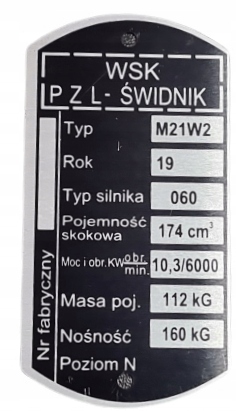 WSK
PZL-ŚWIDNIK
Typ M21W2
Rok 19
Typ silnika 060
Pojemność
skokowa 174 cm³
Moc i obr. KW obr./min. 10,3/6000
Masa poj. 112 kG
Nośność 160 kG
Poziom N
Nr fabryczny